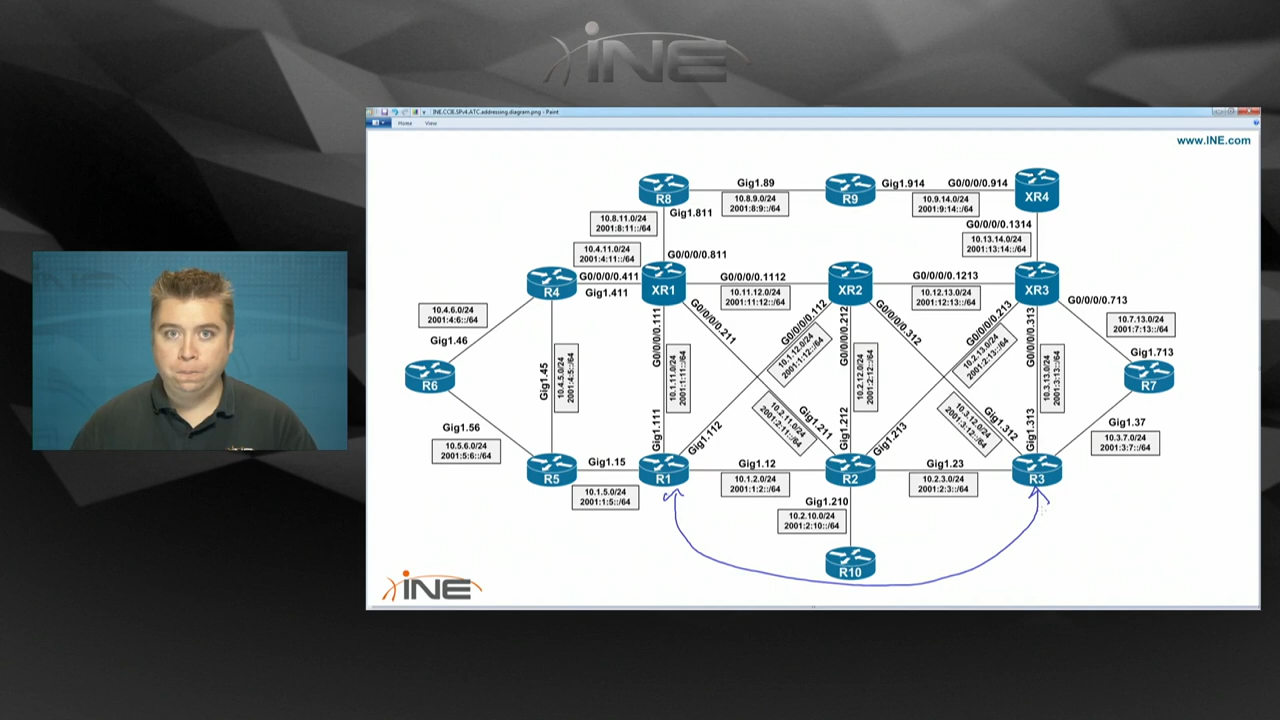 iNE
INE.CCIE.SPv4.ATC.addressing.diagram.png - Paint
Home View
www.INE.com
R8
Gig1.89
10.8.9.0/24
2001:8:9::/64
R9
Gig1.914
G0/0/0/0.914
10.9.14.0/24
2001:9:14::/64
XR4
Gig1.811
10.8.11.0/24
2001:8:11::/64
G0/0/0/0.1314
10.13.14.0/24
2001:13:14::/64
10.4.11.0/24
2001:4:11::/64
G0/0/0/0.811
R4
G0/0/0/0.411
Gig1.411
XR1
G0/0/0/0.1112
10.11.12.0/24
2001:11:12::/64
XR2
G0/0/0/0.1213
10.12.13.0/24
2001:12:13::/64
XR3
G0/0/0/0.713
10.7.13.0/24
2001:7:13::/64
Gig1.713
10.4.6.0/24
2001:4:6::/64
Gig1.46
R6
Gig1.45
10.4.5.0/24
2001:4:5::/64
G0/0/0/0.111
10.1.11.0/24
2001:1:11::/64
Gig1.111
G0/0/0/0.211
10.2.11.0/24
2001:2:11::/64
Gig1.211
G0/0/0/0.112
10.1.12.0/24
2001:1:12::/64
Gig1.112
G0/0/0/0.212
10.2.12.0/24
2001:2:12::/64
Gig1.212
G0/0/0/0.312
10.3.12.0/24
2001:3:12::/64
Gig1.312
G0/0/0/0.213
10.2.13.0/24
2001:2:13::/64
Gig1.213
G0/0/0/0.313
10.3.13.0/24
2001:3:13::/64
Gig1.313
R7
Gig1.37
10.3.7.0/24
2001:3:7::/64
Gig1.56
10.5.6.0/24
2001:5:6::/64
R5
Gig1.15
10.1.5.0/24
2001:1:5::/64
R1
Gig1.12
10.1.2.0/24
2001:1:2::/64
R2
Gig1.23
10.2.3.0/24
2001:2:3::/64
R3
Gig1.210
10.2.10.0/24
2001:2:10::/64
R10
iNE